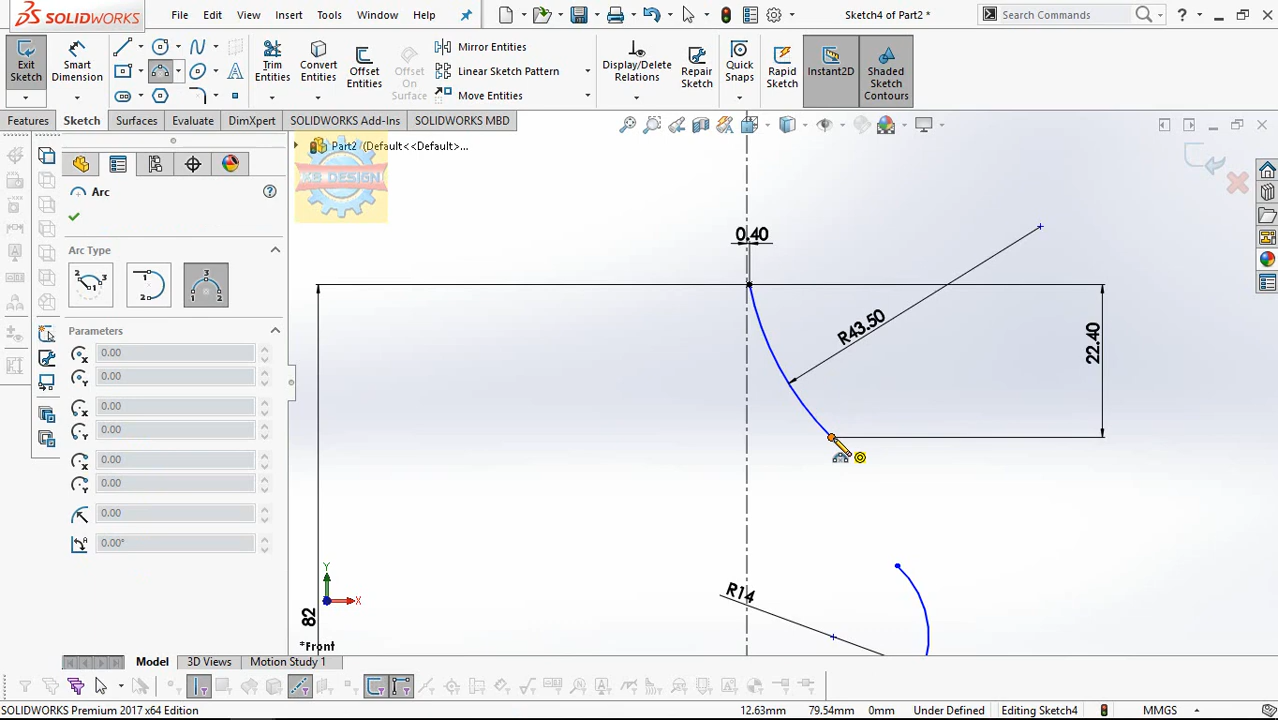 SOLIDWORKS
File Edit View Insert Tools Window Help
Sketch4 of Part2 *
Search Commands
Exit Sketch
Smart Dimension
Trim Entities
Convert Entities
Offset Entities
Offset On Surface
Mirror Entities
Linear Sketch Pattern
Move Entities
Display/Delete Relations
Repair Sketch
Quick Snaps
Rapid Sketch
Instant2D
Shaded Sketch Contours
Features Sketch Surfaces Evaluate DimXpert SOLIDWORKS Add-Ins SOLIDWORKS MBD
Part2 (Default<<Default>...
KB DESIGN
Arc
Arc Type
Parameters
0.00
0.00
0.00
0.00
0.00
0.00
0.00
0.00°
0.40
R43.50
22.40
R14
82
Y
X
*Front
Model 3D Views Motion Study 1
SOLIDWORKS Premium 2017 x64 Edition
12.63mm 79.54mm 0mm Under Defined Editing Sketch4 MMGS